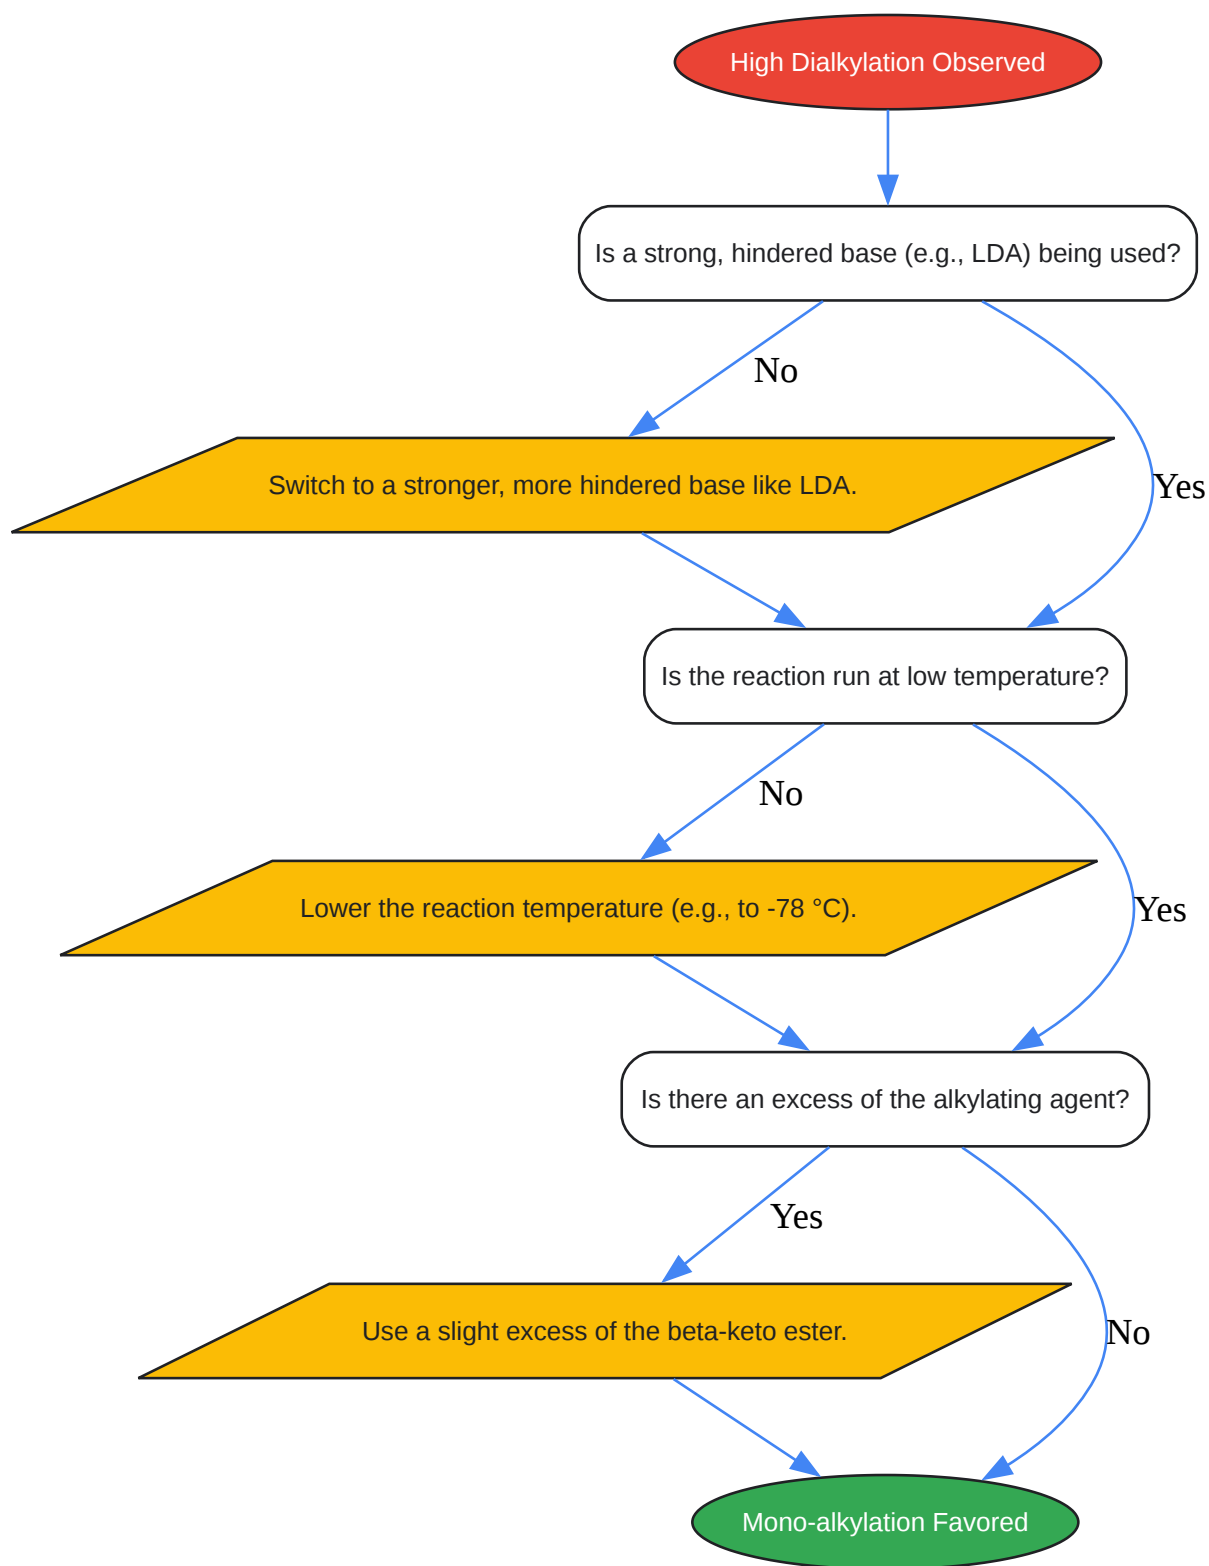 High Dialkylation Observed
Is a strong, hindered base (e.g., LDA) being used?
No
Switch to a stronger, more hindered base like LDA.
Yes
Is the reaction run at low temperature?
No
Lower the reaction temperature (e.g., to -78 °C).
Yes
Is there an excess of the alkylating agent?
Yes
Use a slight excess of the beta-keto ester.
No
Mono-alkylation Favored